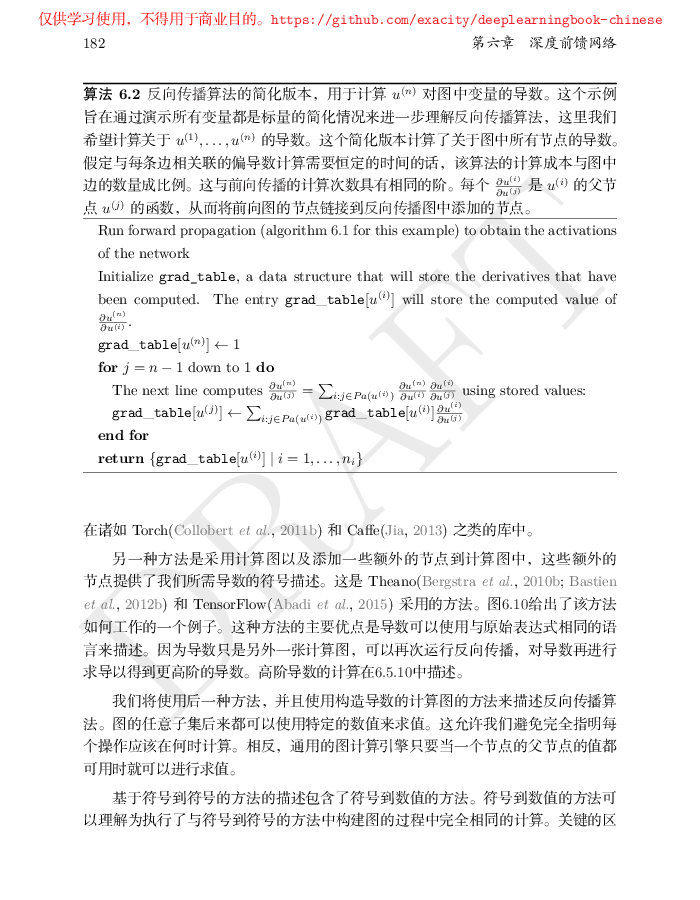 仅供学习使用，不得用于商业目的。https://github.com/exacity/deeplearningbook-chinese
182 第六章 深度前馈网络
算法 6.2 反向传播算法的简化版本，用于计算 u^(n) 对图中变量的导数。这个示例
旨在通过演示所有变量都是标量的简化情况来进一步理解反向传播算法，这里我们
希望计算关于 u^(1), . . . , u^(n) 的导数。这个简化版本计算了关于图中所有节点的导数。
假定与每条边相关联的偏导数计算需要恒定的时间的话，该算法的计算成本与图中
边的数量成比例。这与前向传播的计算次数具有相同的阶。每个 ∂u^(i)/∂u^(j) 是 u^(i) 的父节
点 u^(j) 的函数，从而将前向图的节点链接到反向传播图中添加的节点。
Run forward propagation (algorithm 6.1 for this example) to obtain the activations
of the network
Initialize grad_table, a data structure that will store the derivatives that have
been computed. The entry grad_table[u^(i)] will store the computed value of
∂u^(n)/∂u^(i).
grad_table[u^(n)] ← 1
for j = n − 1 down to 1 do
The next line computes ∂u^(n)/∂u^(j) = ∑_{i:j∈Pa(u^(i))} ∂u^(n)/∂u^(i) ∂u^(i)/∂u^(j) using stored values:
grad_table[u^(j)] ← ∑_{i:j∈Pa(u^(i))} grad_table[u^(i)] ∂u^(i)/∂u^(j)
end for
return {grad_table[u^(i)] | i = 1, . . . , n_i}
在诸如 Torch(Collobert et al., 2011b) 和 Caffe(Jia, 2013) 之类的库中。
另一种方法是采用计算图以及添加一些额外的节点到计算图中，这些额外的
节点提供了我们所需导数的符号描述。这是 Theano(Bergstra et al., 2010b; Bastien
et al., 2012b) 和 TensorFlow(Abadi et al., 2015) 采用的方法。图6.10给出了该方法
如何工作的一个例子。这种方法的主要优点是导数可以使用与原始表达式相同的语
言来描述。因为导数只是另外一张计算图，可以再次运行反向传播，对导数再进行
求导以得到更高阶的导数。高阶导数的计算在6.5.10中描述。
我们将使用后一种方法，并且使用构造导数的计算图的方法来描述反向传播算
法。图的任意子集后来都可以使用特定的数值来求值。这允许我们避免完全指明每
个操作应该在何时计算。相反，通用的图计算引擎只要当一个节点的父节点的值都
可用时就可以进行求值。
基于符号到符号的方法的描述包含了符号到数值的方法。符号到数值的方法可
以理解为执行了与符号到符号的方法中构建图的过程中完全相同的计算。关键的区
DRAFT